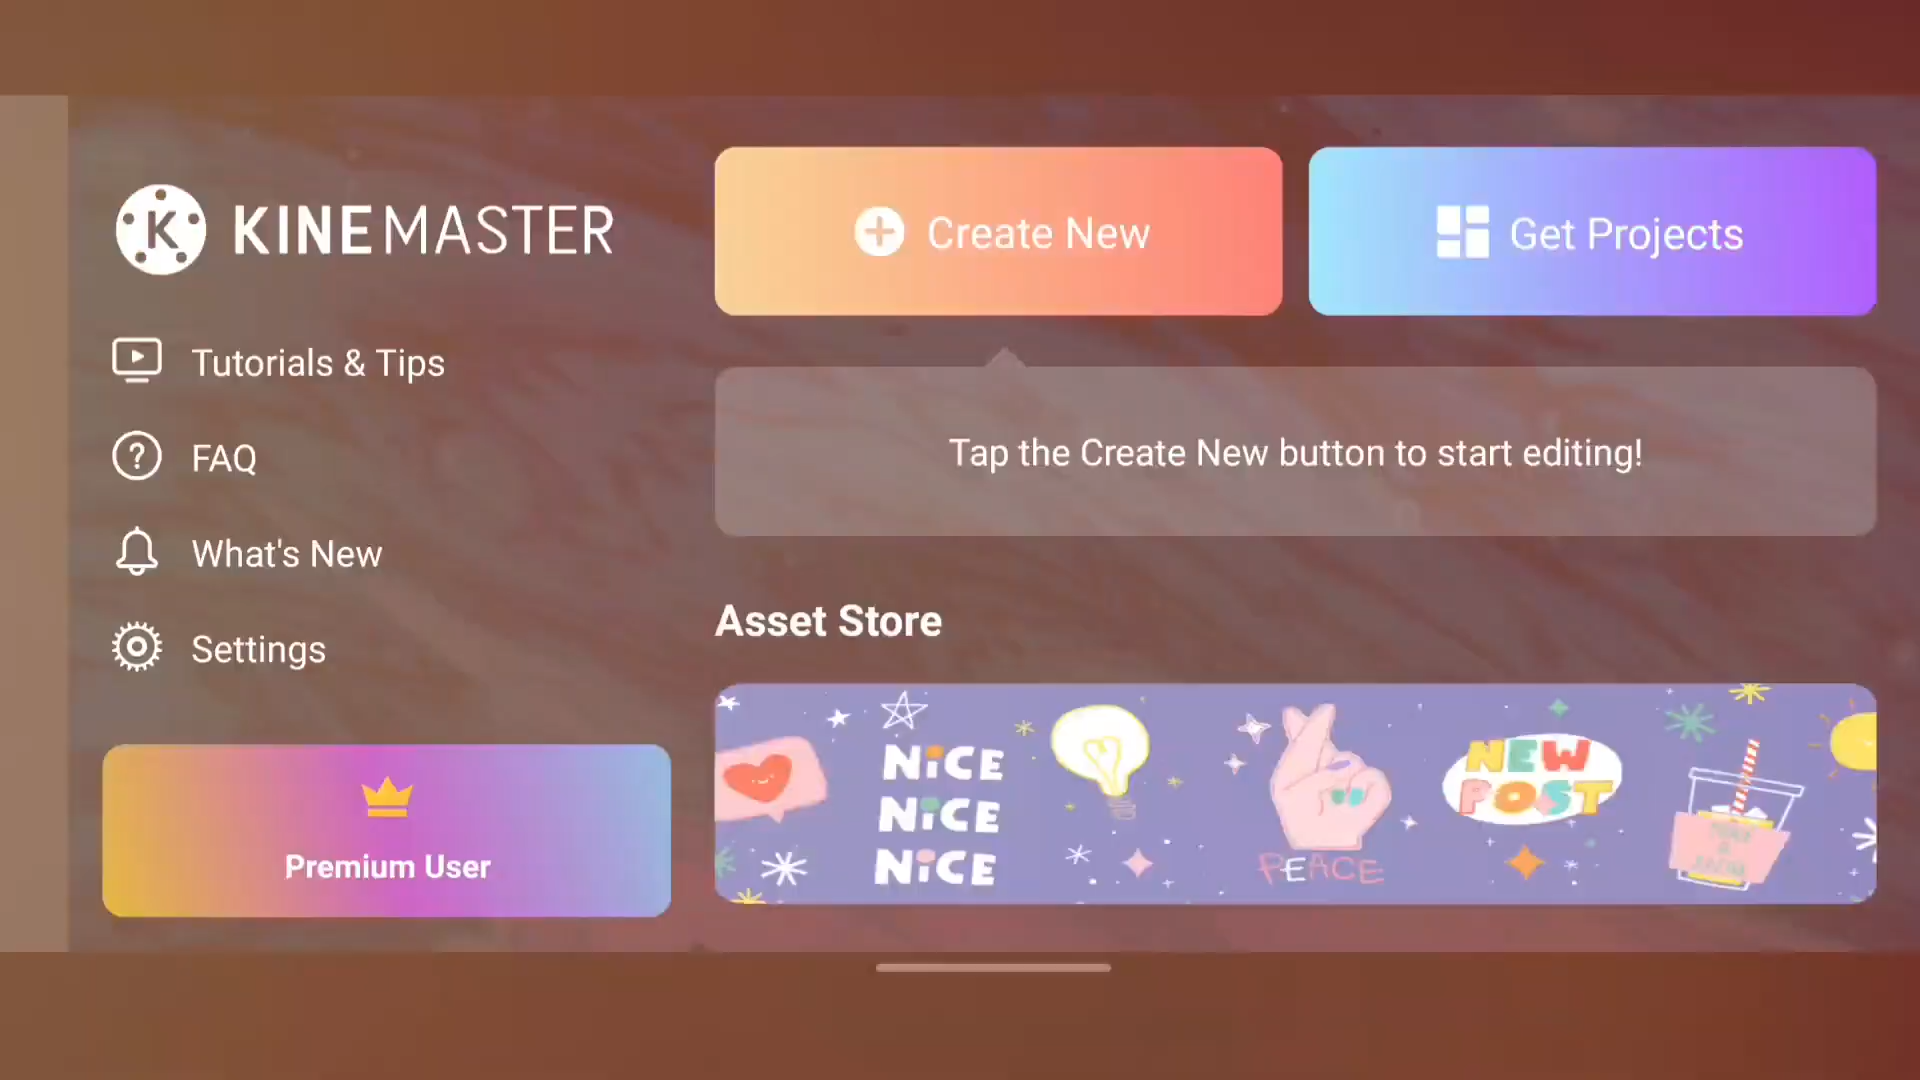 KINEMASTER
Tutorials & Tips
FAQ
What's New
Settings
Premium User
Create New
Get Projects
Tap the Create New button to start editing!
Asset Store
NiCE
NiCE
NiCE
PEACE
NEW
POST